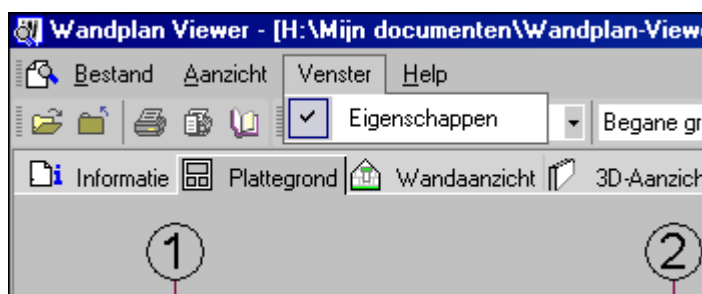 Wandplan Viewer - [H:\Mijn documenten\Wandplan-View
Bestand Aanzicht Venster Help
Eigenschappen
Begane gr
Informatie Plattegrond Wandaanzicht 3D-Aanzich
1 2